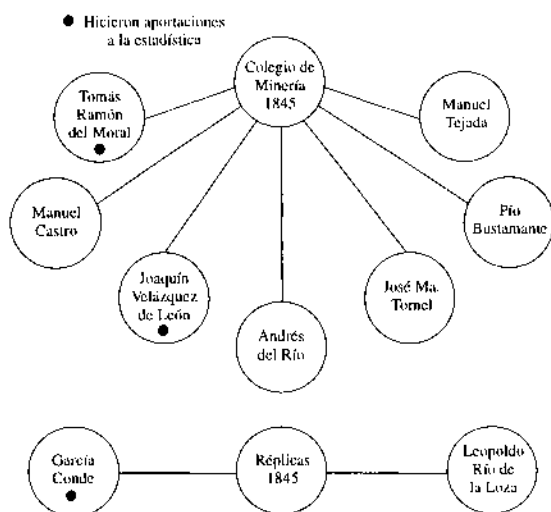 ● Hicieron aportaciones
a la estadística
Colegio de
Minería
1845
Tomás
Ramón
del Moral
●
Manuel
Tejada
Manuel
Castro
Pío
Bustamante
Joaquín
Velázquez
de León
●
José Ma.
Tornel
Andrés
del Río
García
Conde
●
Réplicas
1845
Leopoldo
Río de
la Loza